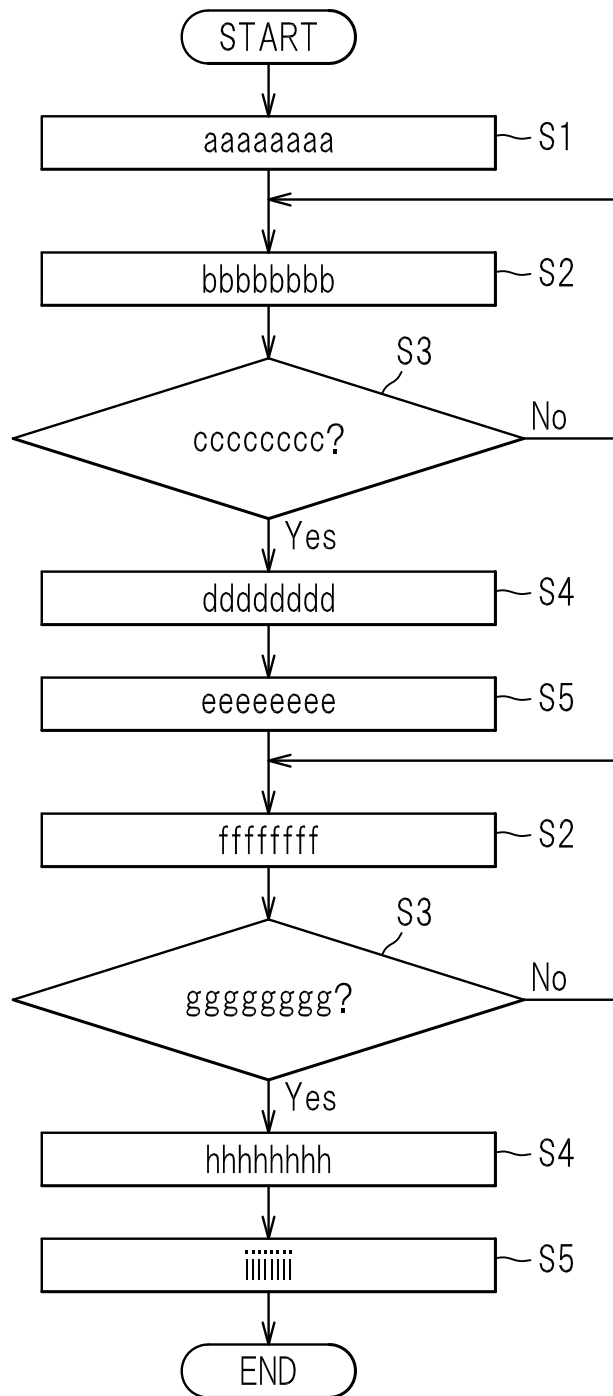 START
aaaaaaaa S1
bbbbbbbb S2
S3
cccccccc? No
Yes
dddddddd S4
eeeeeeee S5
ffffffff S2
S3
gggggggg? No
Yes
hhhhhhhh S4
iiiiiiii S5
END